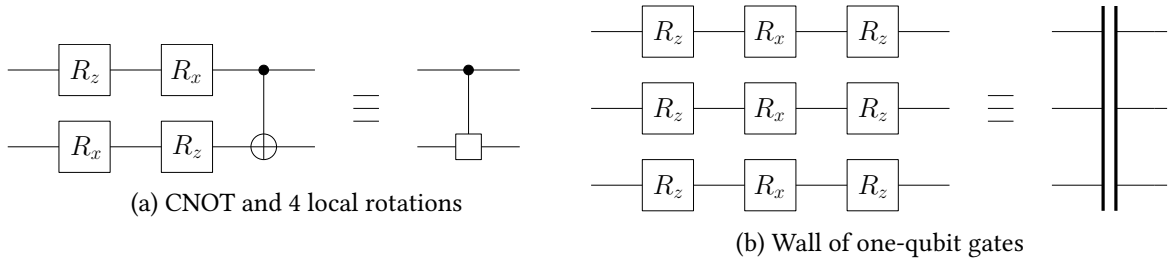 R_z R_x
R_x R_z
≡
(a) CNOT and 4 local rotations
R_z R_x R_z
R_z R_x R_z
≡
R_z R_x R_z
(b) Wall of one-qubit gates